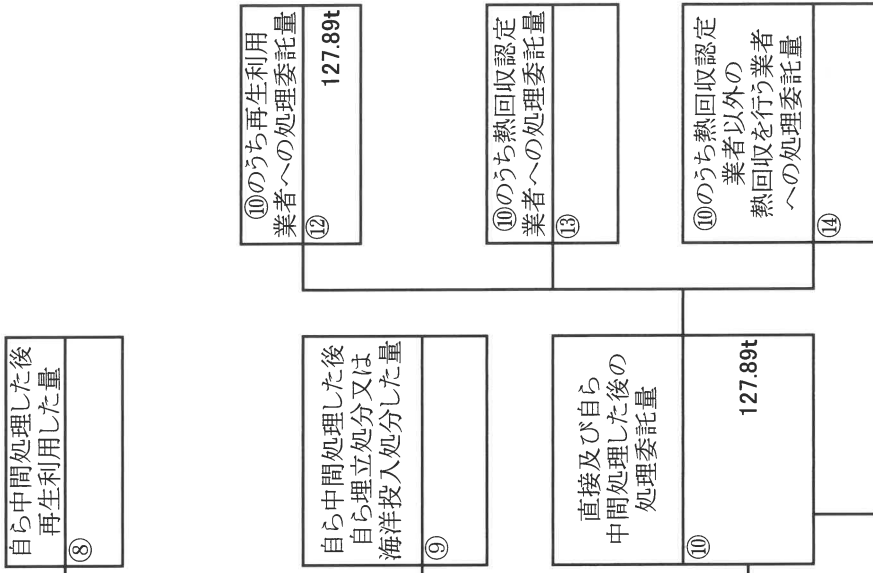 自ら中間処理した後
再生利用した量
⑧
自ら中間処理した後
自ら埋立処分又は
海洋投入処分した量
⑨
直接及び自ら
中間処理した後の
処理委託量
⑩
127.89t
⑩のうち再生利用
業者への処理委託量
⑫
127.89t
⑩のうち熱回収認定
業者への処理委託量
⑬
⑩のうち熱回収認定
業者以外の
熱回収を行う業者
への処理委託量
⑭